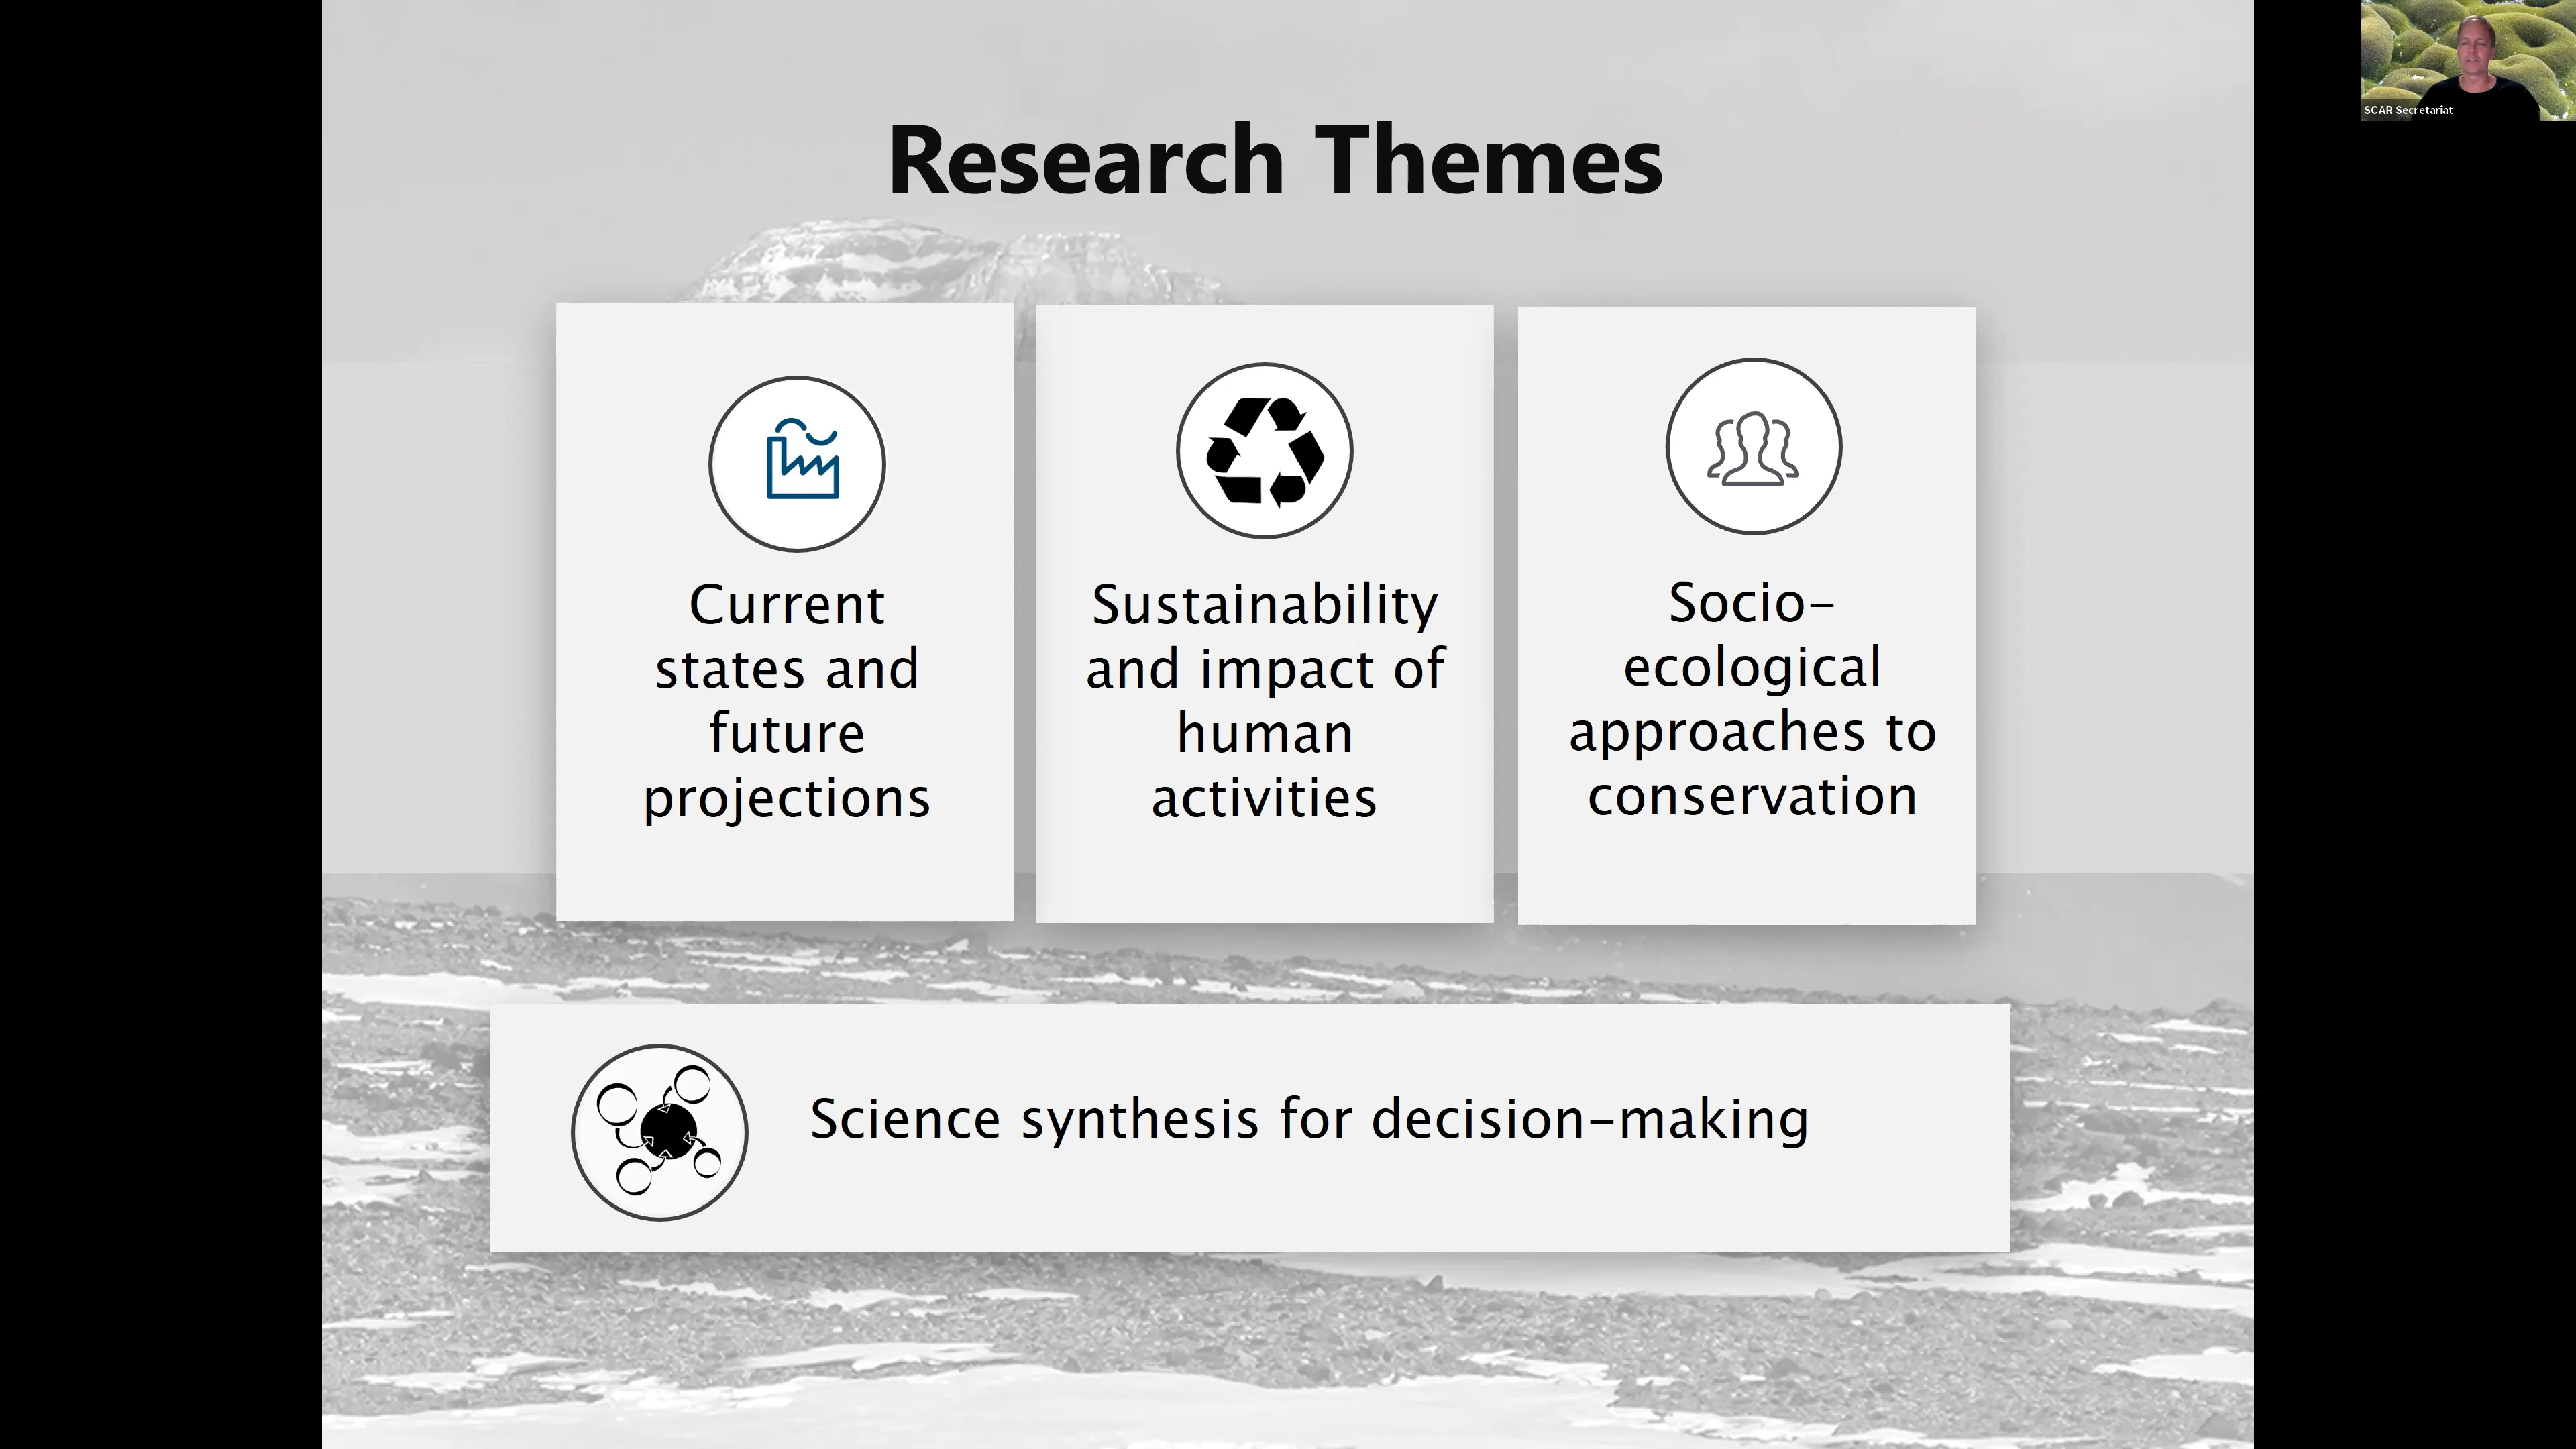 Research Themes
Current
states and
future
projections
Sustainability
and impact of
human
activities
Socio-
ecological
approaches to
conservation
Science synthesis for decision-making
SCAR Secretariat